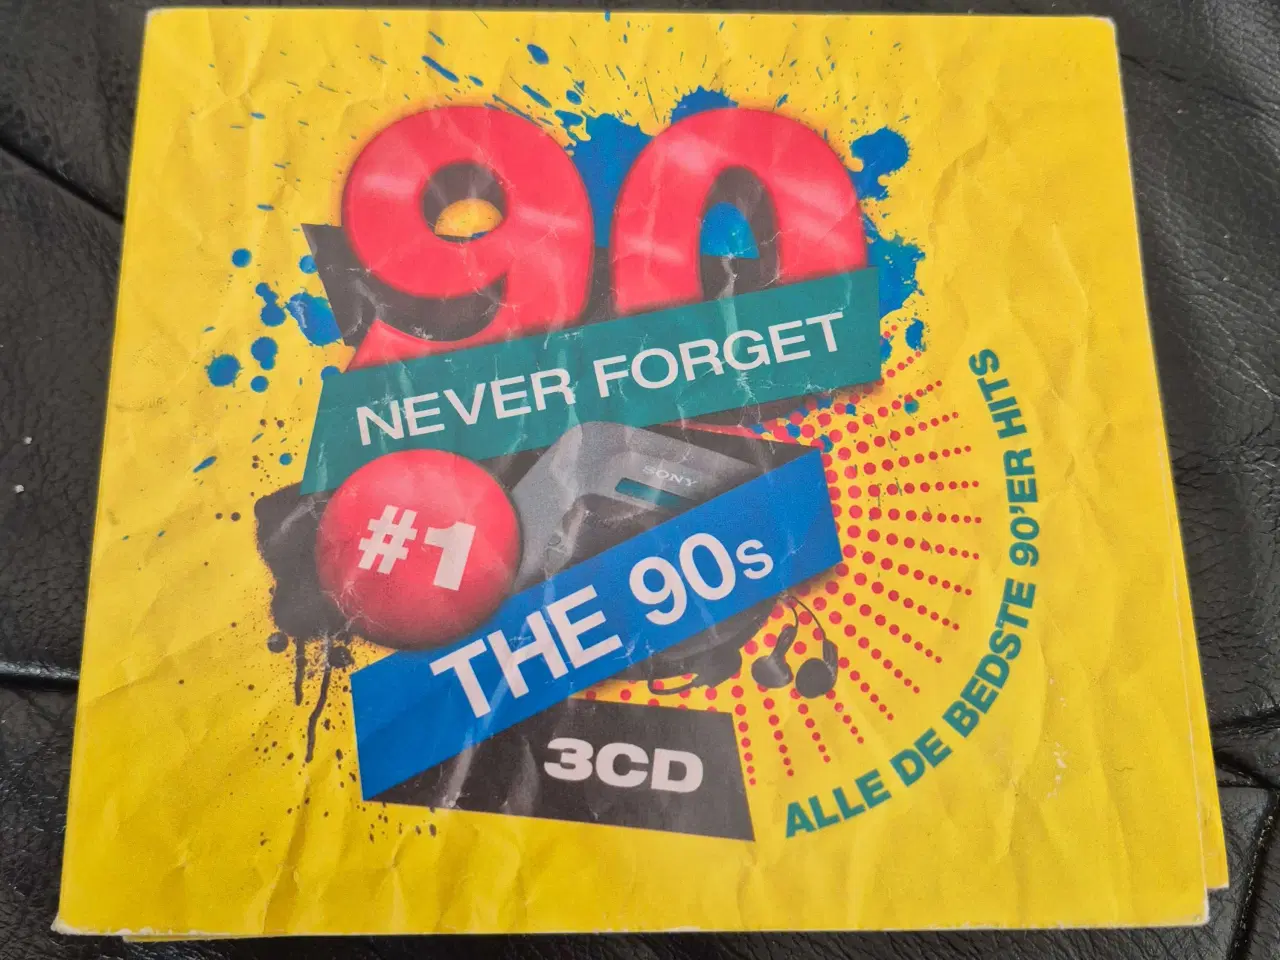 90
NEVER FORGET
SONY
#1
THE 90s
3CD
ALLE DE BEDSTE 90'ER HITS